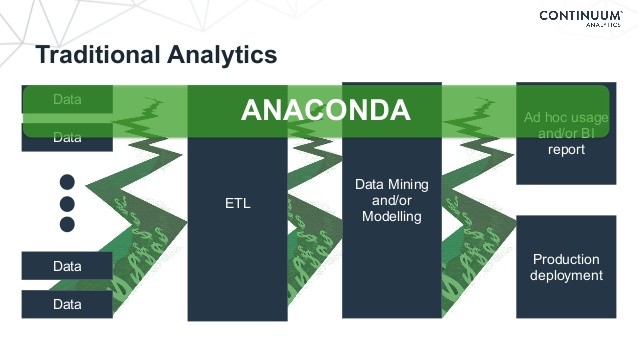 CONTINUUM
ANALYTICS
Traditional Analytics
ANACONDA
Data
Data
Data
Data
ETL
Data Mining
and/or
Modelling
Ad hoc usage
and/or BI
report
Production
deployment